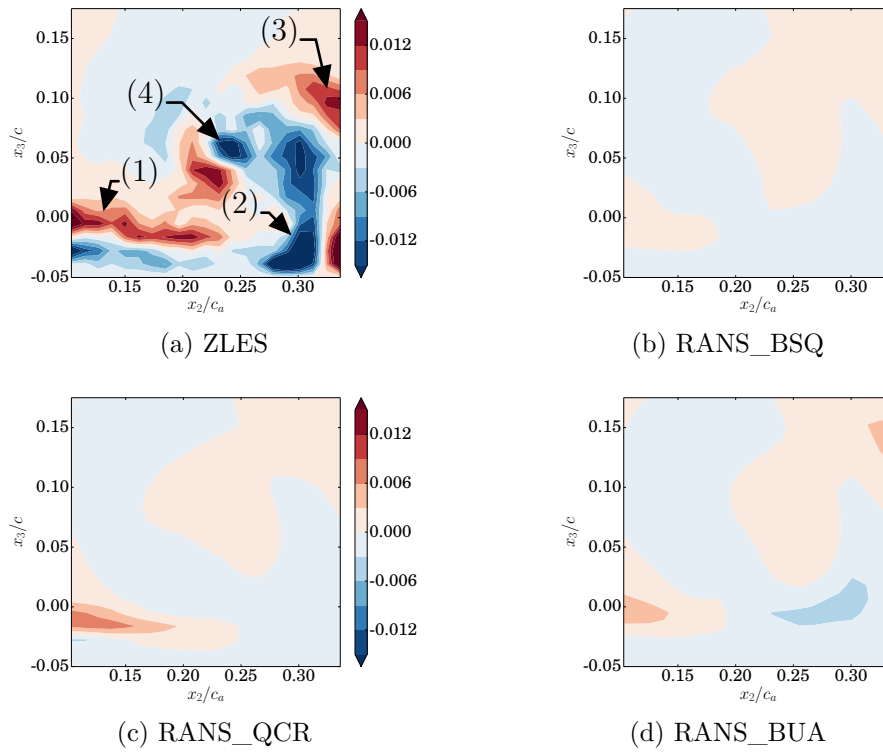 0.15
0.10
0.05
0.00
-0.05
x₃/c
0.15 0.20 0.25 0.30
x₂/cₐ
(1)
(2)
(3)
(4)
0.012
0.006
0.000
-0.006
-0.012
(a) ZLES
0.15
0.10
0.05
0.00
-0.05
x₃/c
0.15 0.20 0.25 0.30
x₂/cₐ
(b) RANS_BSQ
0.15
0.10
0.05
0.00
-0.05
x₃/c
0.15 0.20 0.25 0.30
x₂/cₐ
0.012
0.006
0.000
-0.006
-0.012
(c) RANS_QCR
0.15
0.10
0.05
0.00
-0.05
x₃/c
0.15 0.20 0.25 0.30
x₂/cₐ
(d) RANS_BUA